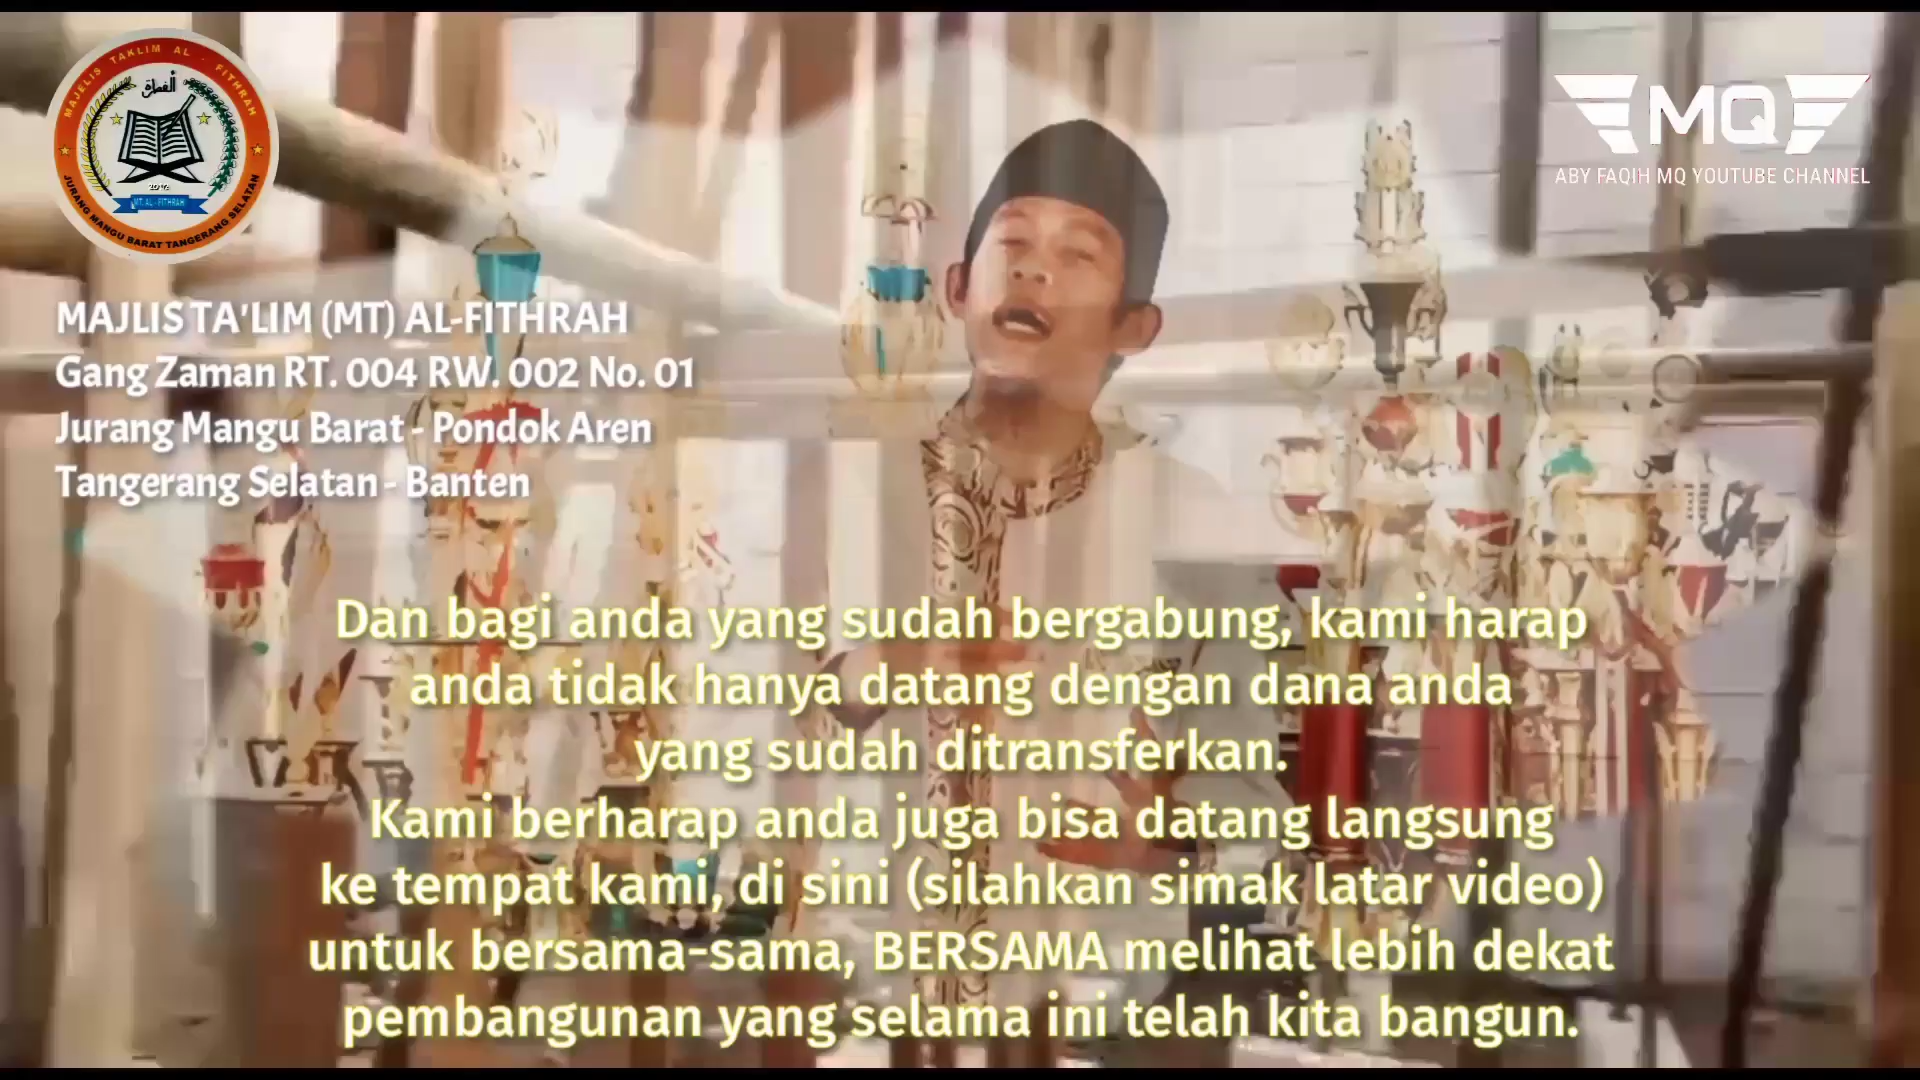 MAJELIS TAKLIM AL - FITHRAH
الفطرة
MT. AL - FITHRAH
JURANG MANGU BARAT TANGERANG SELATAN
MQ
ABY FAQIH MQ YOUTUBE CHANNEL
MAJLIS TA'LIM (MT) AL-FITHRAH
Gang Zaman RT. 004 RW. 002 No. 01
Jurang Mangu Barat - Pondok Aren
Tangerang Selatan - Banten
Dan bagi anda yang sudah bergabung, kami harap
anda tidak hanya datang dengan dana anda
yang sudah ditransferkan.
Kami berharap anda juga bisa datang langsung
ke tempat kami, di sini (silahkan simak latar video)
untuk bersama-sama, BERSAMA melihat lebih dekat
pembangunan yang selama ini telah kita bangun.